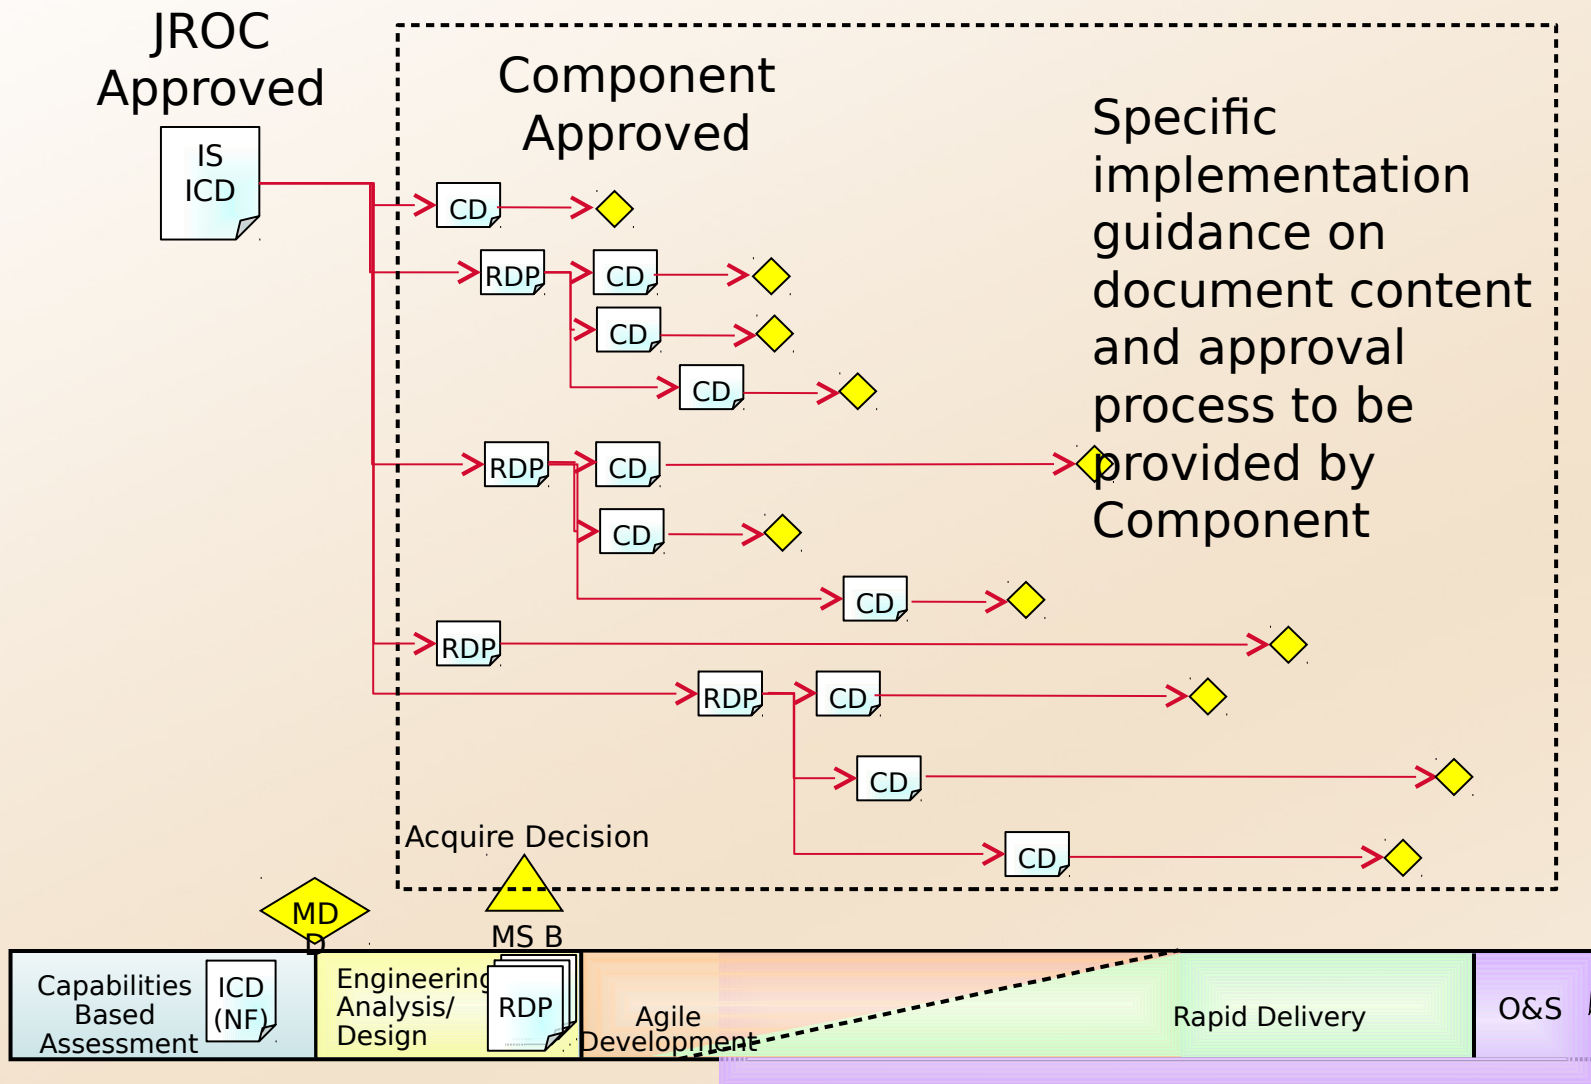 JROC
Approved
IS
ICD
Component
Approved
Specific
implementation
guidance on
document content
and approval
process to be
provided by
Component
CD
RDP
CD
CD
CD
RDP
CD
CD
CD
RDP
RDP
CD
CD
CD
Acquire Decision
MD
D
MS B
Capabilities
Based
Assessment
ICD
(NF)
Engineering
Analysis/
Design
RDP
Agile
Development
Rapid Delivery
O&S